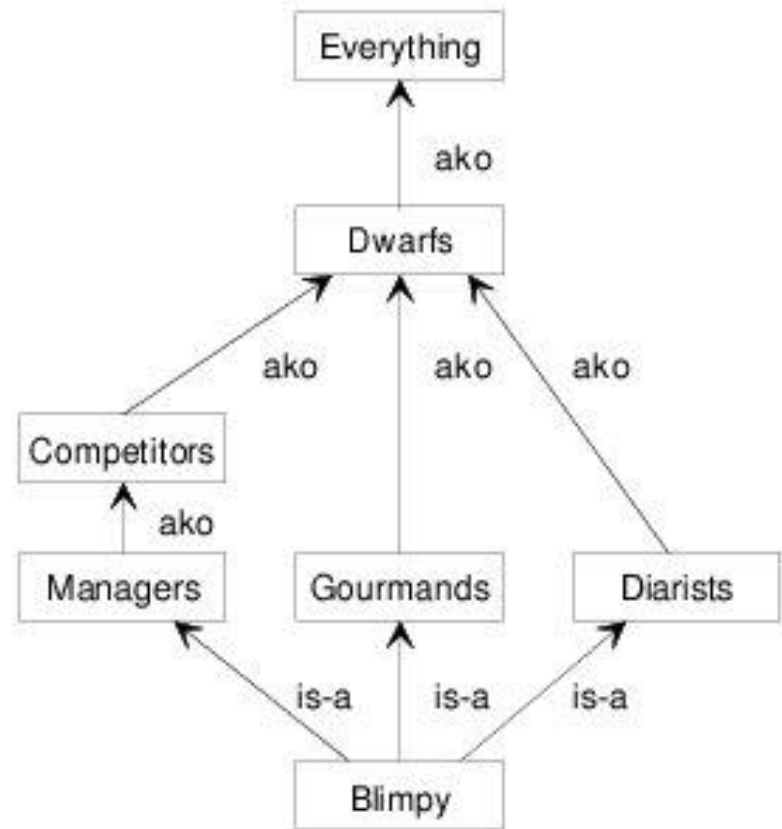 Everything
ako
Dwarfs
ako
ako
ako
Competitors
ako
Managers
Gourmands
Diarists
is-a
is-a
is-a
Blimpy